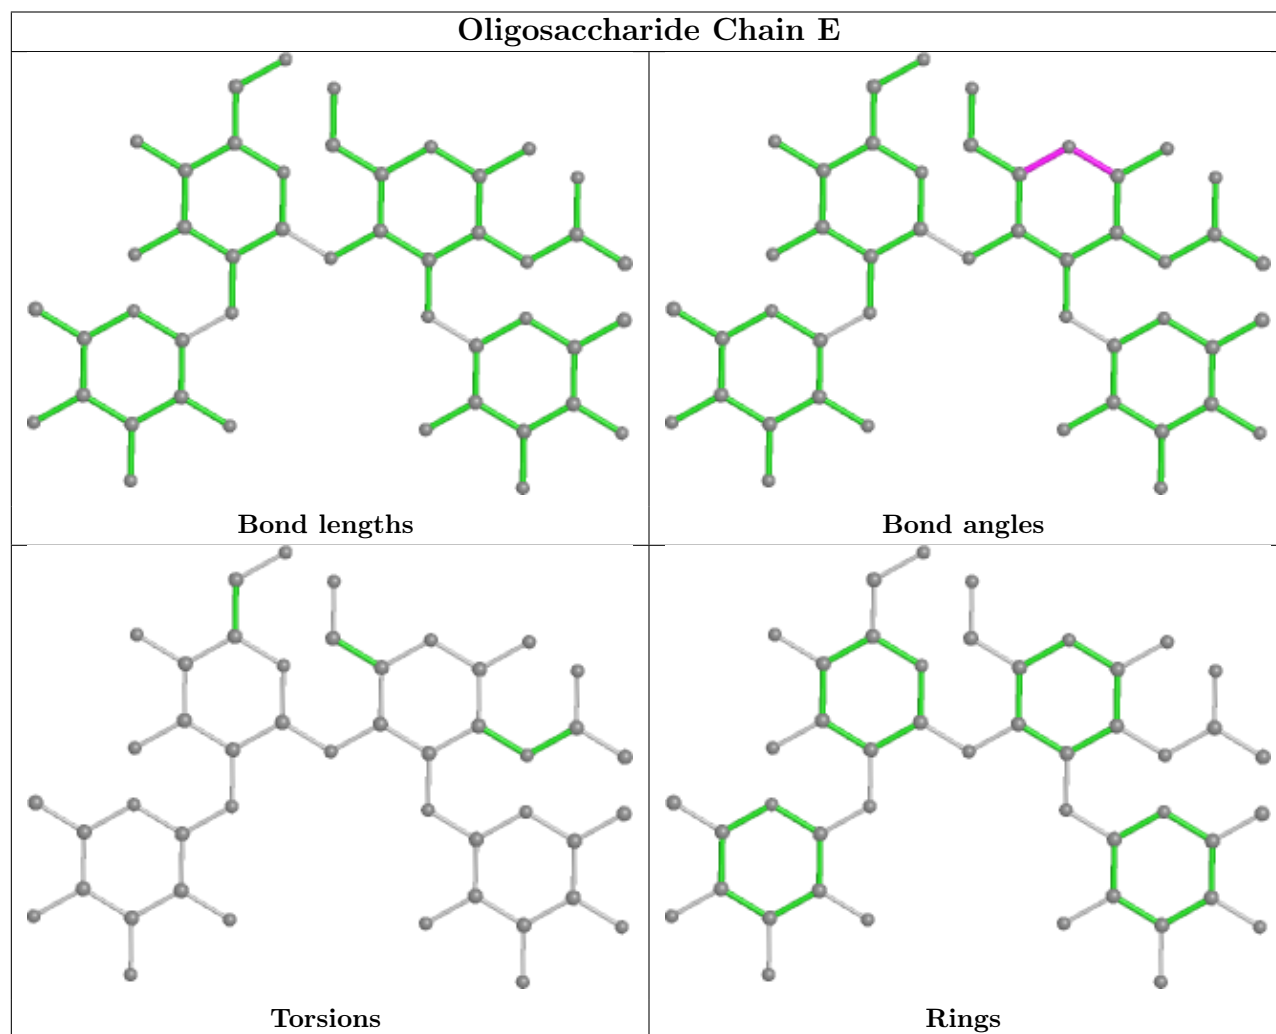 Oligosaccharide Chain E
Bond lengths
Bond angles
Torsions
Rings